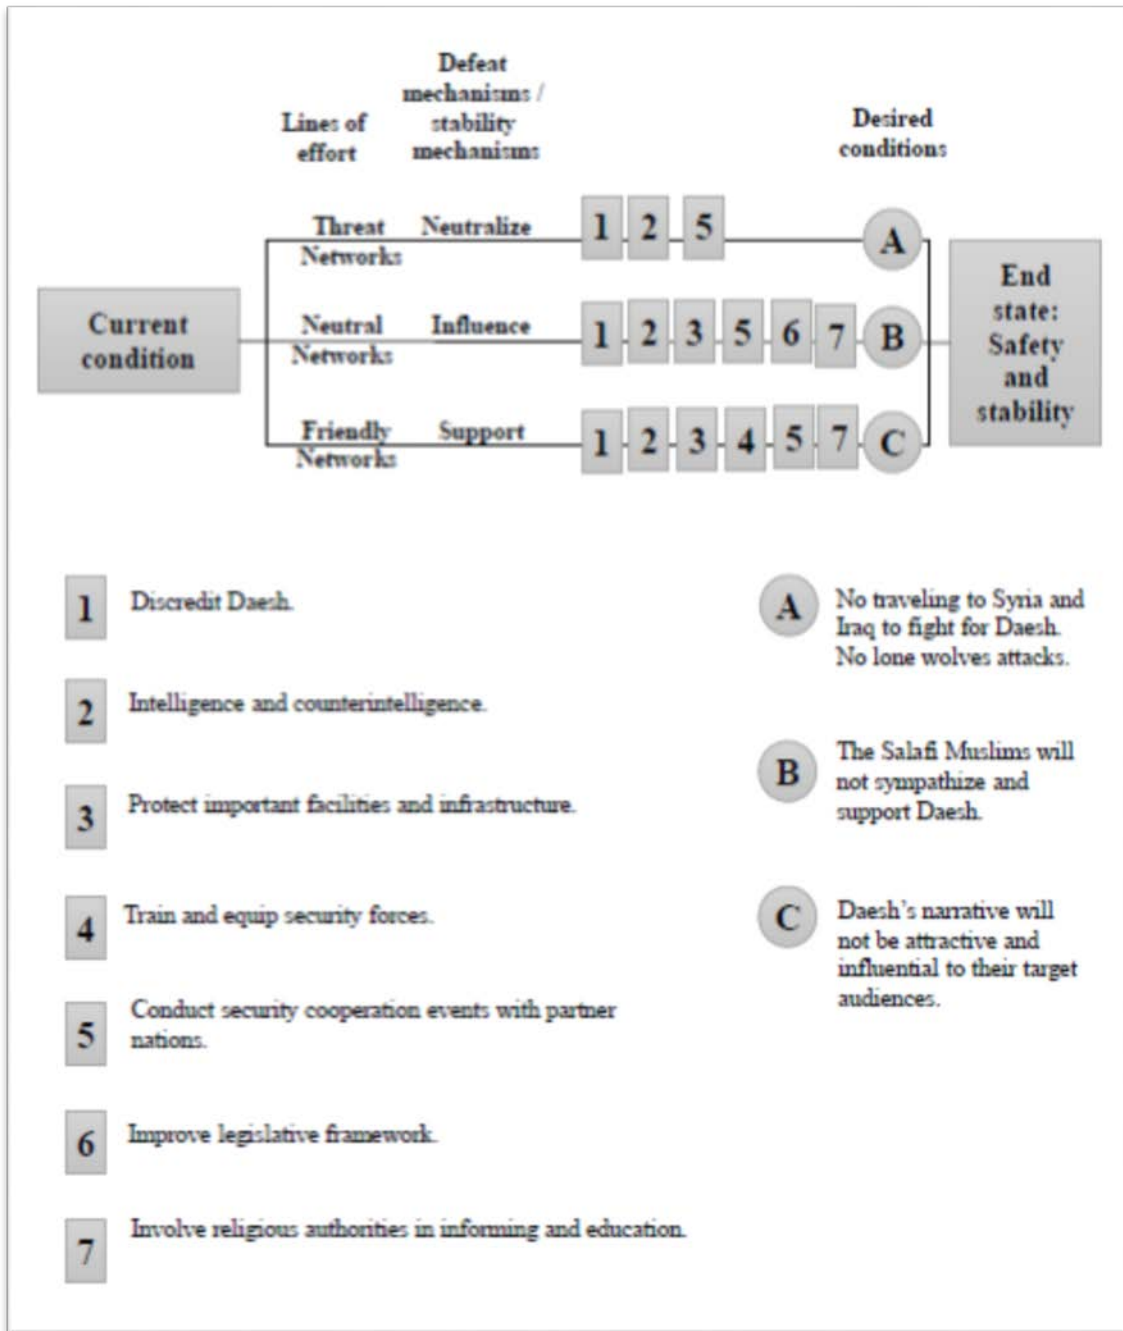 Lines of
effort
Defeat
mechanisms /
stability
mechanisms
Desired
conditions
Current
condition
Threat
Networks
Neutralize
1 2 5
A
Neutral
Networks
Influence
1 2 3 5 6 7
B
Friendly
Networks
Support
1 2 3 4 5 7
C
End
state:
Safety
and
stability
1 Discredit Daesh.
2 Intelligence and counterintelligence.
3 Protect important facilities and infrastructure.
4 Train and equip security forces.
5 Conduct security cooperation events with partner
nations.
6 Improve legislative framework.
7 Involve religious authorities in informing and education.
A No traveling to Syria and
Iraq to fight for Daesh.
No lone wolves attacks.
B The Salafi Muslims will
not sympathize and
support Daesh.
C Daesh's narrative will
not be attractive and
influential to their target
audiences.